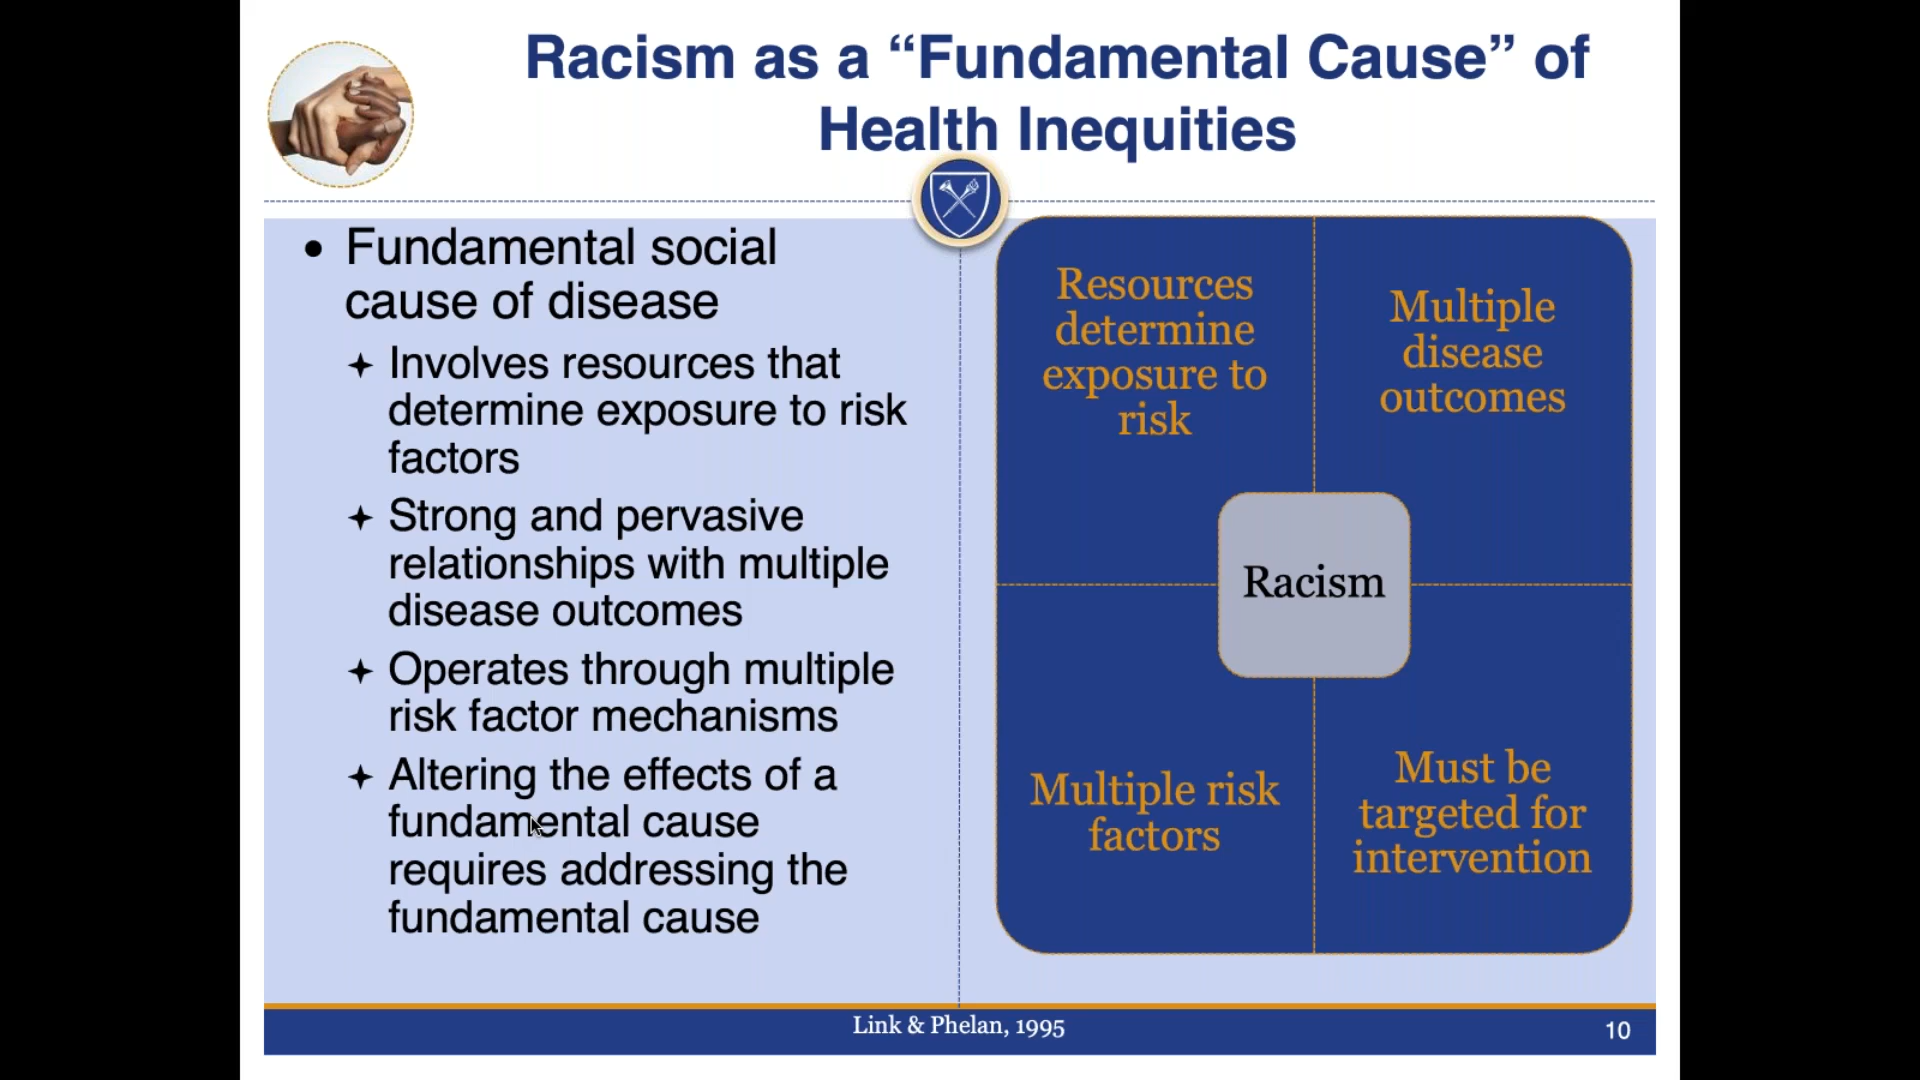 Racism as a “Fundamental Cause” of
Health Inequities
• Fundamental social
cause of disease
✦ Involves resources that
determine exposure to risk
factors
✦ Strong and pervasive
relationships with multiple
disease outcomes
✦ Operates through multiple
risk factor mechanisms
✦ Altering the effects of a
fundamental cause
requires addressing the
fundamental cause
Resources
determine
exposure to
risk
Multiple
disease
outcomes
Racism
Multiple risk
factors
Must be
targeted for
intervention
Link & Phelan, 1995
10